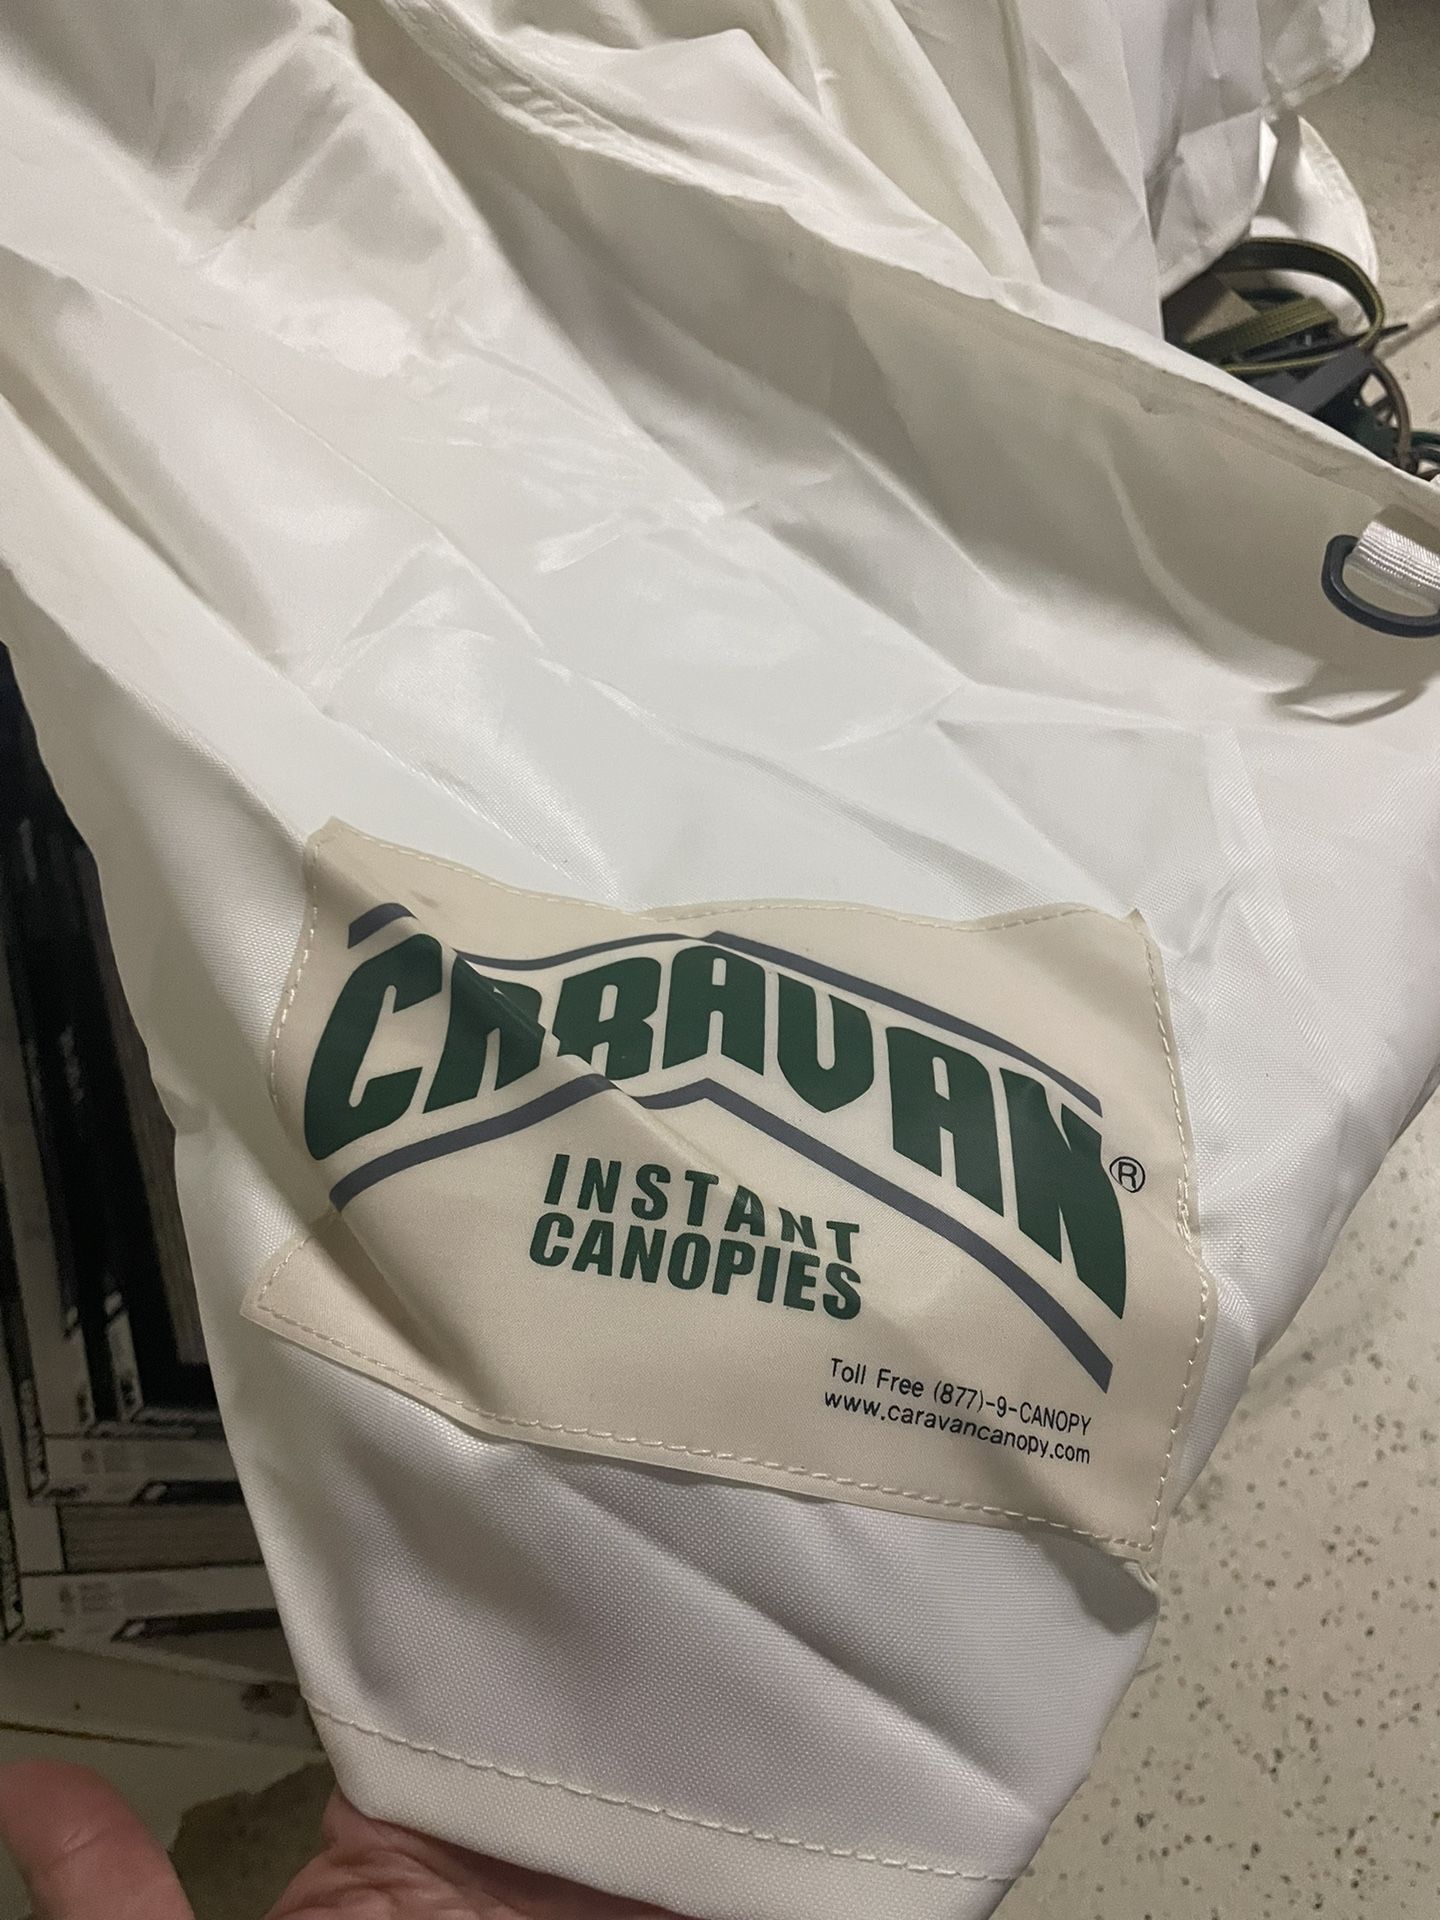 CARAVAN®
INSTANT
CANOPIES
Toll Free (877)-9-CANOPY
www.caravancanopy.com